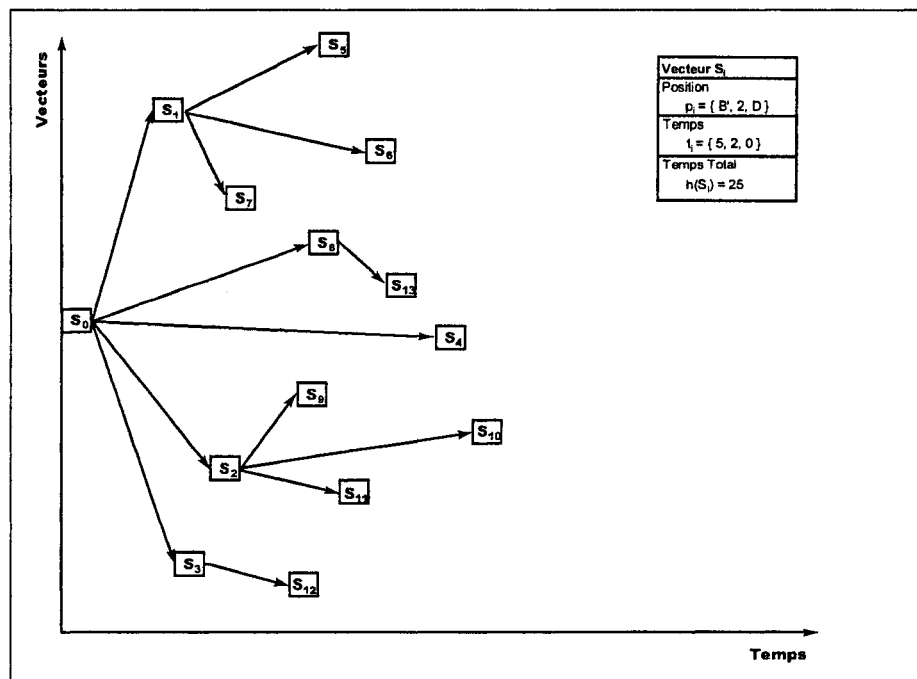 Vecteurs
S₅
S₁
S₆
S₇
S₈
S₁₃
S₀
S₄
S₉
S₁₀
S₂
S₁₁
S₃
S₁₂
Temps
Vecteur Sᵢ
Position
pᵢ = { B', 2, D }
Temps
tᵢ = { 5, 2, 0 }
Temps Total
h(Sᵢ) = 25